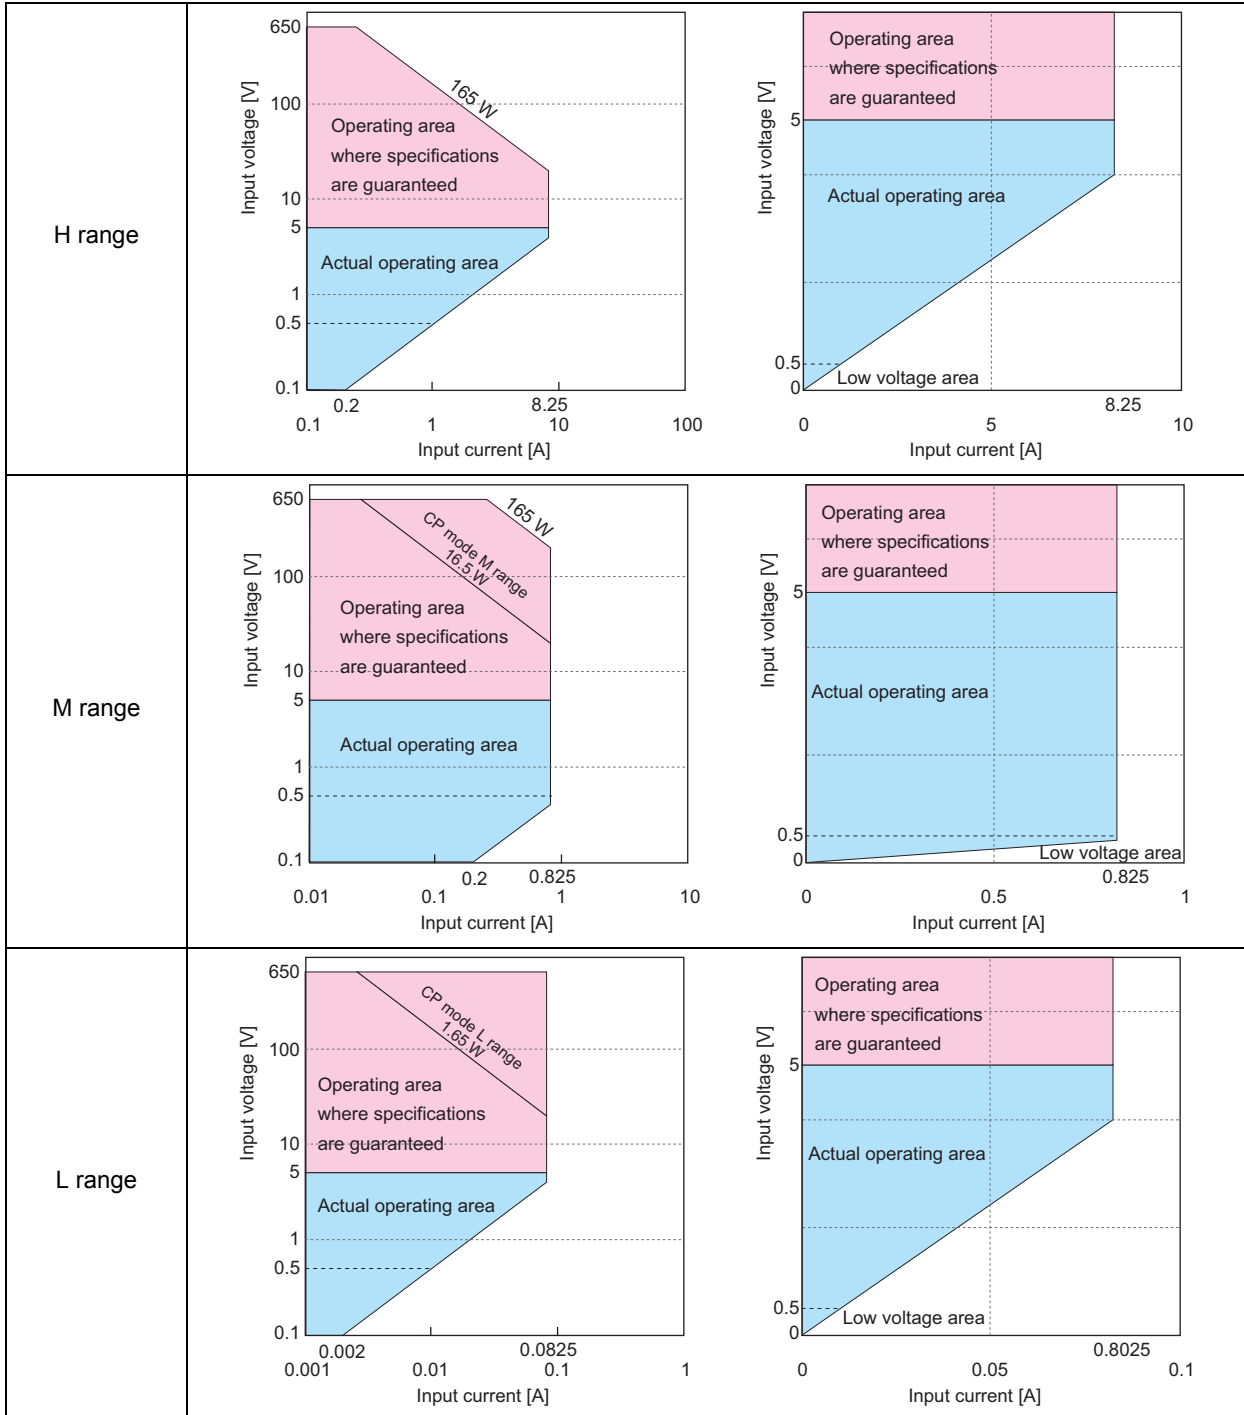 H range
650
100
10
5
1
0.5
0.1
Input voltage [V]
165 W
Operating area
where specifications
are guaranteed
Actual operating area
0.2
8.25
0.1
1
10
100
Input current [A]
Input voltage [V]
5
0.5
0
Operating area
where specifications
are guaranteed
Actual operating area
Low voltage area
8.25
0
5
10
Input current [A]
M range
650
100
10
5
1
0.5
0.1
Input voltage [V]
165 W
CP mode M range
16.5 W
Operating area
where specifications
are guaranteed
Actual operating area
0.2
0.825
0.01
0.1
1
10
Input current [A]
Input voltage [V]
5
0.5
0
Operating area
where specifications
are guaranteed
Actual operating area
Low voltage area
0.825
0
0.5
1
Input current [A]
L range
650
100
10
5
1
0.5
0.1
Input voltage [V]
CP mode L range
1.65 W
Operating area
where specifications
are guaranteed
Actual operating area
0.002
0.0825
0.001
0.01
0.1
1
Input current [A]
Input voltage [V]
5
0.5
0
Operating area
where specifications
are guaranteed
Actual operating area
Low voltage area
0.8025
0
0.05
0.1
Input current [A]